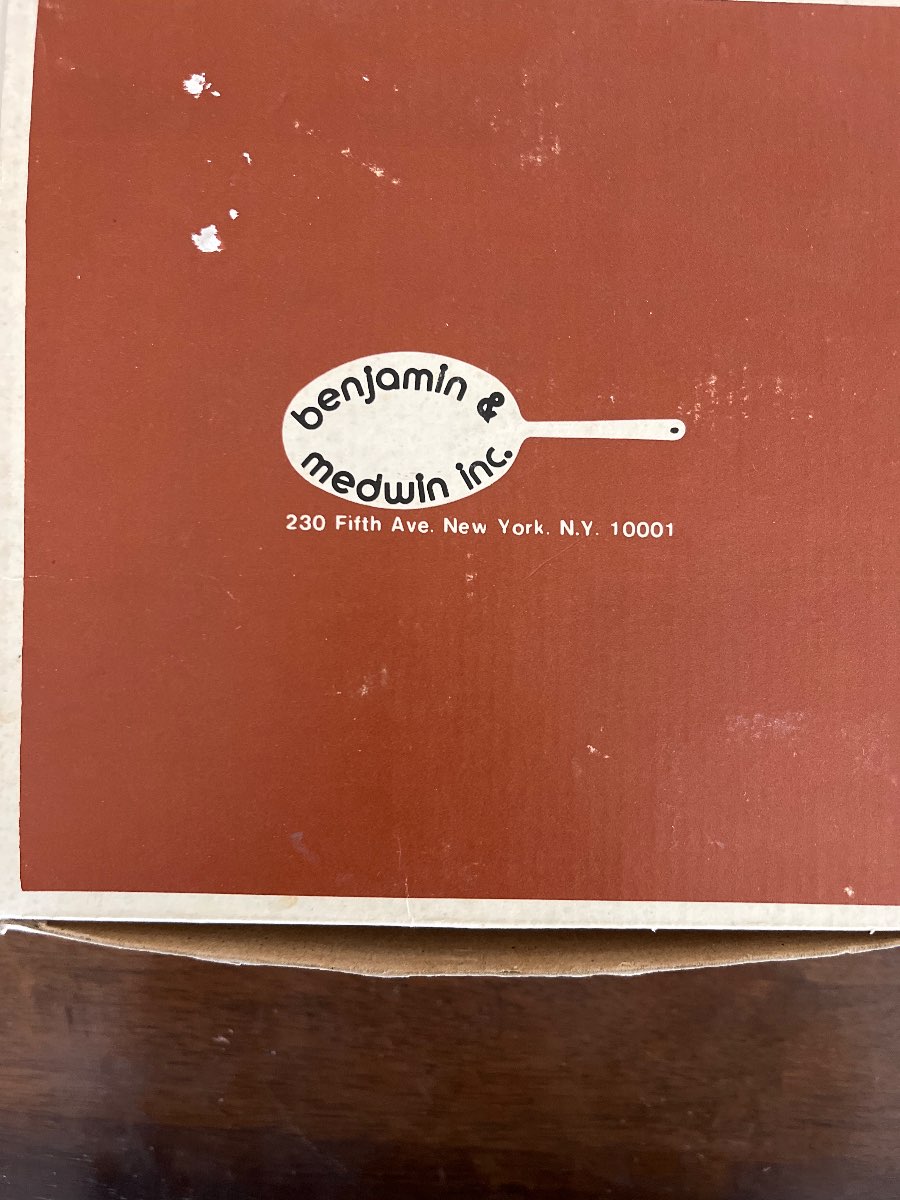 benjamin &
medwin inc.
230 Fifth Ave. New York, N.Y. 10001